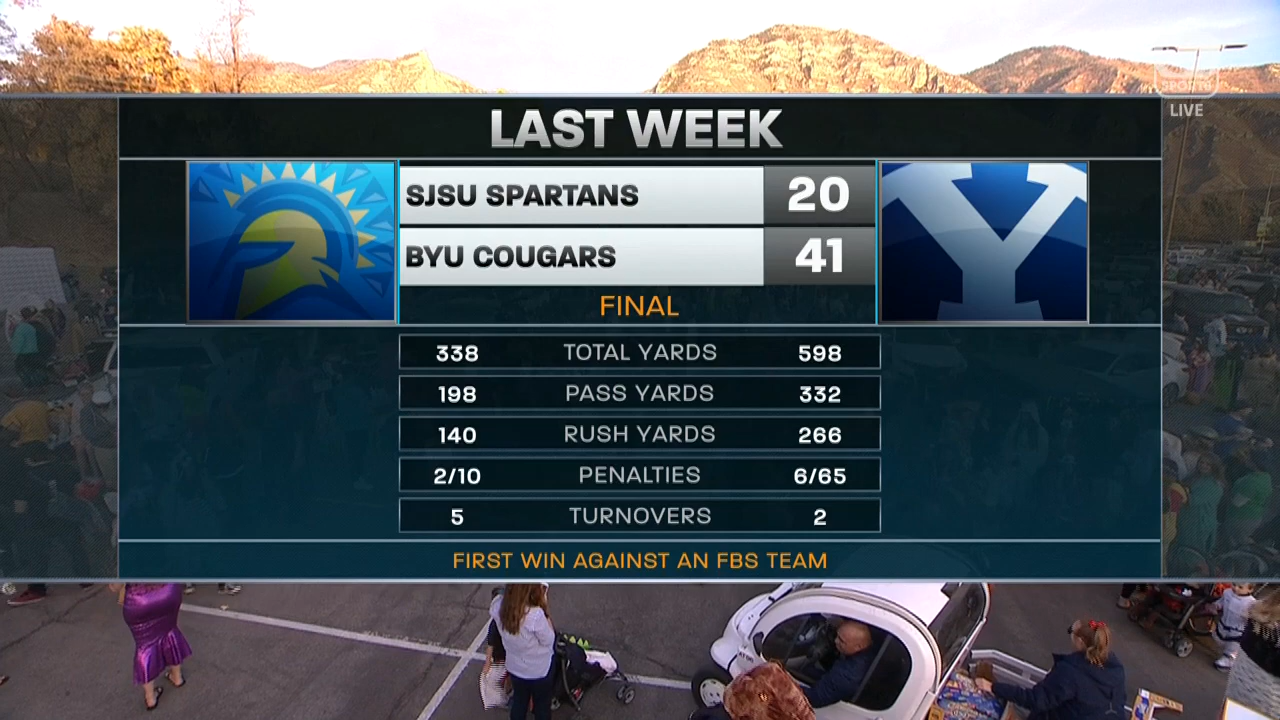 LAST WEEK
SPORTS
LIVE
SJSU SPARTANS 20
BYU COUGARS 41
FINAL
338 TOTAL YARDS 598
198 PASS YARDS 332
140 RUSH YARDS 266
2/10 PENALTIES 6/65
5 TURNOVERS 2
FIRST WIN AGAINST AN FBS TEAM
Y